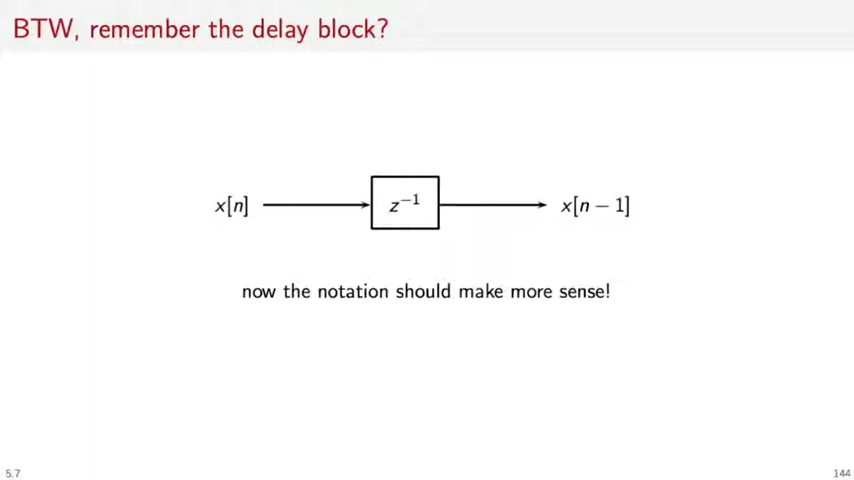 BTW, remember the delay block?
x[n] z⁻¹ x[n − 1]
now the notation should make more sense!
5.7 144